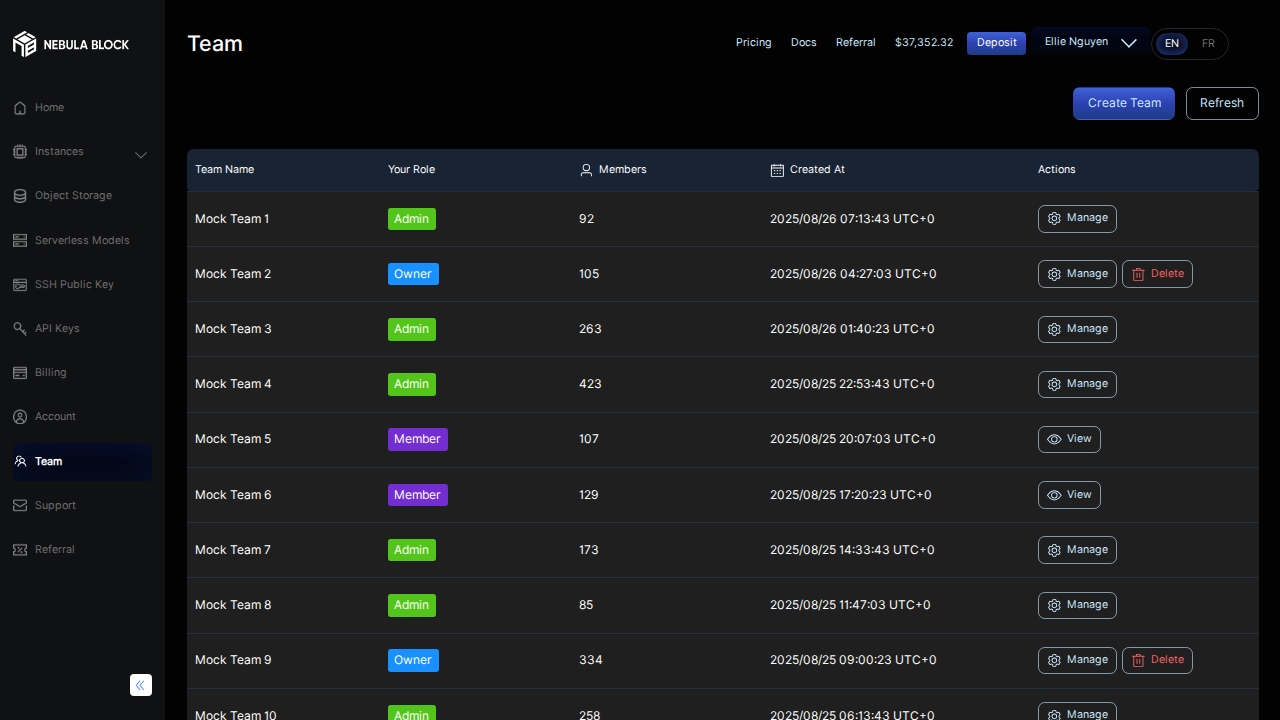 NEBULA BLOCK
Home
Instances
Object Storage
Serverless Models
SSH Public Key
API Keys
Billing
Account
Team
Support
Referral
Team
Pricing Docs Referral $37,352.32 Deposit Ellie Nguyen EN FR
Create Team Refresh
Team Name Your Role Members Created At Actions
Mock Team 1 Admin 92 2025/08/26 07:13:43 UTC+0 Manage
Mock Team 2 Owner 105 2025/08/26 04:27:03 UTC+0 Manage Delete
Mock Team 3 Admin 263 2025/08/26 01:40:23 UTC+0 Manage
Mock Team 4 Admin 423 2025/08/25 22:53:43 UTC+0 Manage
Mock Team 5 Member 107 2025/08/25 20:07:03 UTC+0 View
Mock Team 6 Member 129 2025/08/25 17:20:23 UTC+0 View
Mock Team 7 Admin 173 2025/08/25 14:33:43 UTC+0 Manage
Mock Team 8 Admin 85 2025/08/25 11:47:03 UTC+0 Manage
Mock Team 9 Owner 334 2025/08/25 09:00:23 UTC+0 Manage Delete
Mock Team 10 Admin 258 2025/08/25 06:13:43 UTC+0 Manage